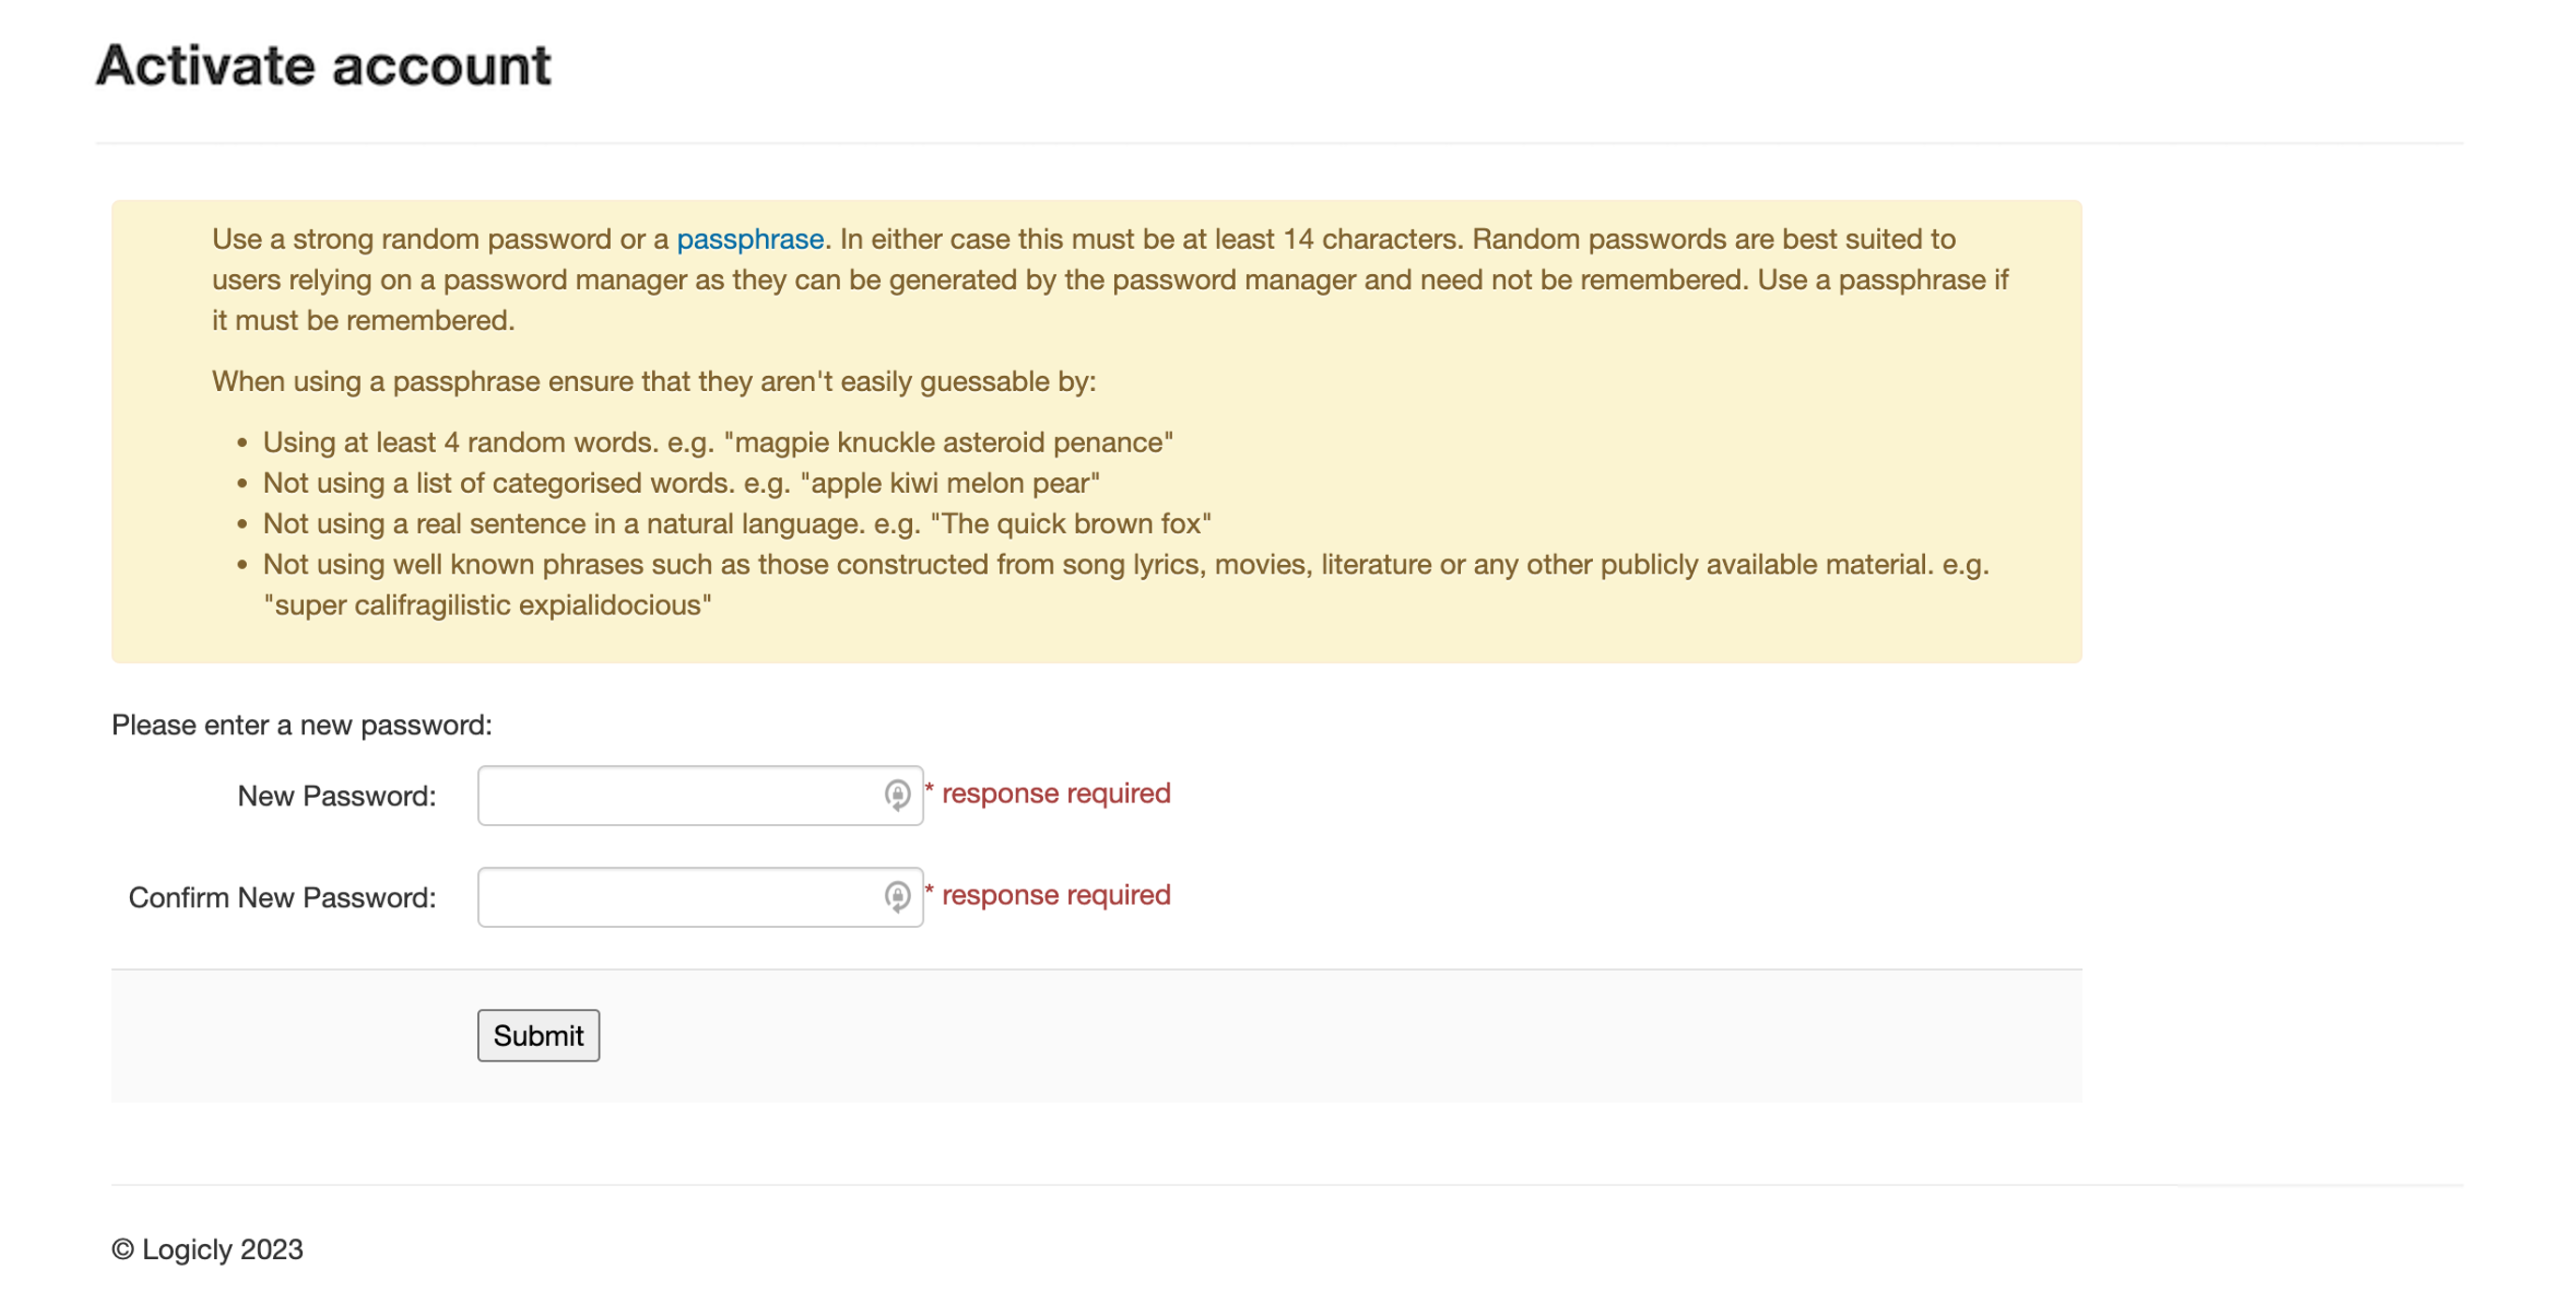 Activate account
Use a strong random password or a passphrase. In either case this must be at least 14 characters. Random passwords are best suited to
users relying on a password manager as they can be generated by the password manager and need not be remembered. Use a passphrase if
it must be remembered.
When using a passphrase ensure that they aren't easily guessable by:
• Using at least 4 random words. e.g. "magpie knuckle asteroid penance"
• Not using a list of categorised words. e.g. "apple kiwi melon pear"
• Not using a real sentence in a natural language. e.g. "The quick brown fox"
• Not using well known phrases such as those constructed from song lyrics, movies, literature or any other publicly available material. e.g.
"super califragilistic expialidocious"
Please enter a new password:
New Password: * response required
Confirm New Password: * response required
Submit
© Logicly 2023